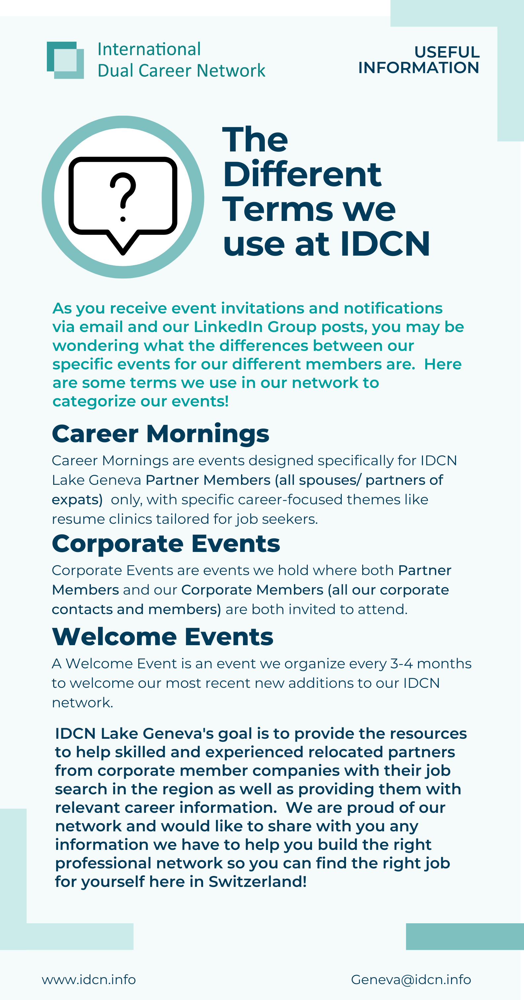 International
Dual Career Network
USEFUL
INFORMATION
?
The
Different
Terms we
use at IDCN
As you receive event invitations and notifications
via email and our LinkedIn Group posts, you may be
wondering what the differences between our
specific events for our different members are.  Here
are some terms we use in our network to
categorize our events!
Career Mornings
Career Mornings are events designed specifically for IDCN
Lake Geneva Partner Members (all spouses/ partners of
expats)  only, with specific career-focused themes like
resume clinics tailored for job seekers.
Corporate Events
Corporate Events are events we hold where both Partner
Members and our Corporate Members (all our corporate
contacts and members) are both invited to attend.
Welcome Events
A Welcome Event is an event we organize every 3-4 months
to welcome our most recent new additions to our IDCN
network.
IDCN Lake Geneva's goal is to provide the resources
to help skilled and experienced relocated partners
from corporate member companies with their job
search in the region as well as providing them with
relevant career information.  We are proud of our
network and would like to share with you any
information we have to help you build the right
professional network so you can find the right job
for yourself here in Switzerland!
www.idcn.info
Geneva@idcn.info